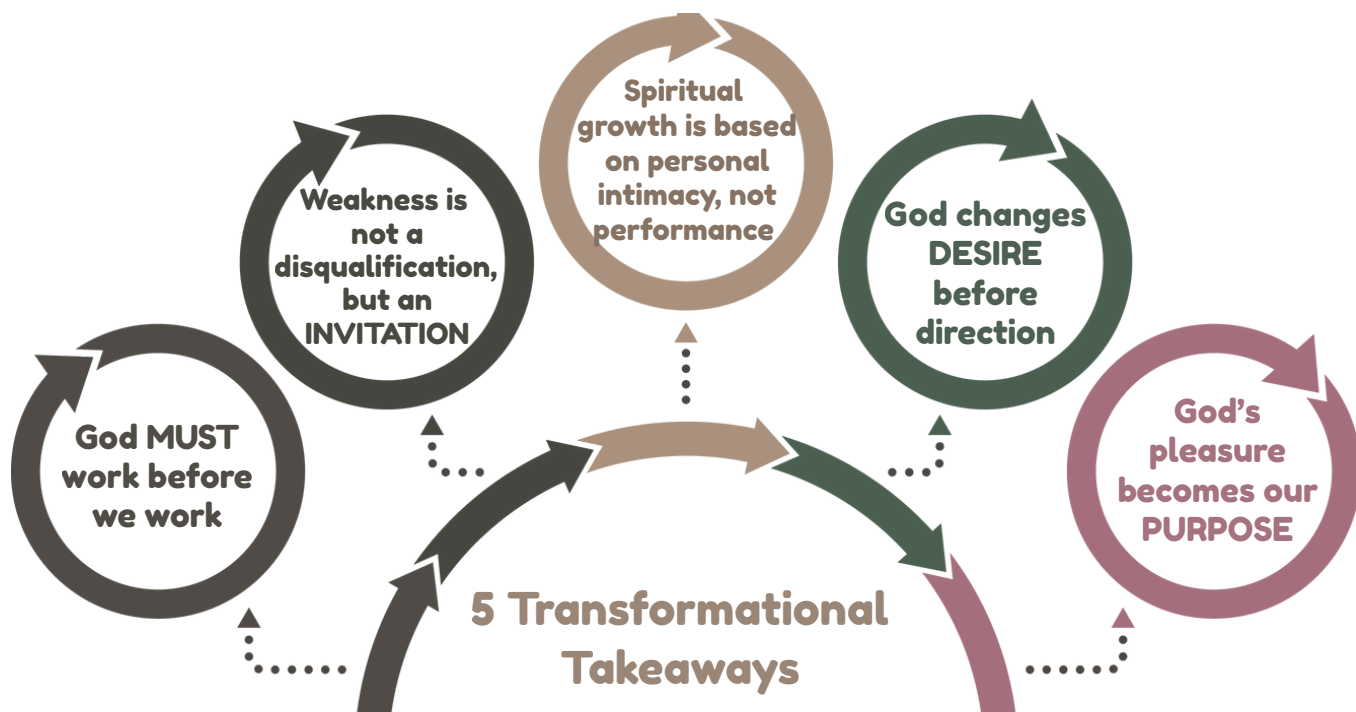 God MUST
work before
we work
Weakness is
not a
disqualification,
but an
INVITATION
Spiritual
growth is based
on personal
intimacy, not
performance
God changes
DESIRE
before
direction
God’s
pleasure
becomes our
PURPOSE
5 Transformational
Takeaways